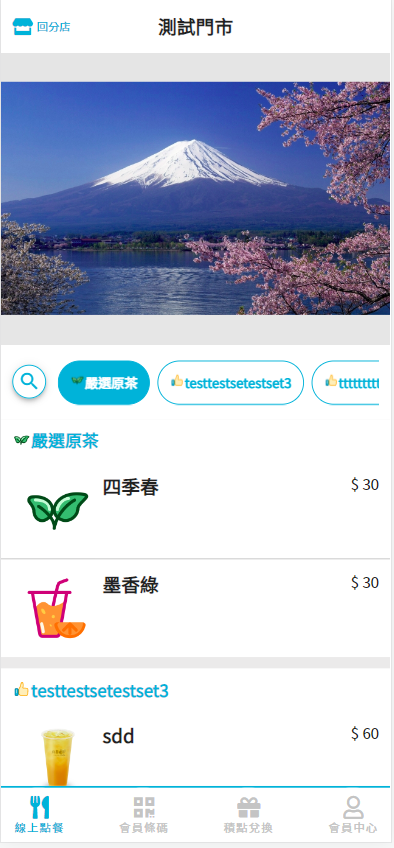 回分店
測試門市
嚴選原茶
testtestsetestset3
嚴選原茶
四季春
$ 30
墨香綠
$ 30
testtestsetestset3
sdd
$ 60
線上點餐
會員條碼
積點兌換
會員中心